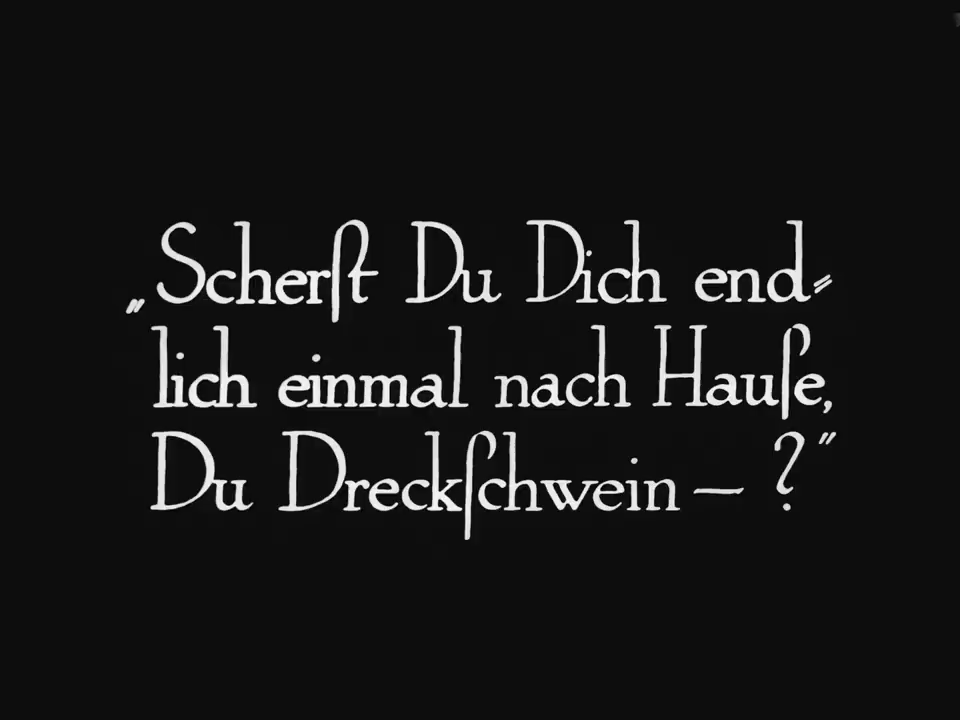 „Scherſt Du Dich end⸗
lich einmal nach Hauſe,
Du Dreckſchwein — ?”